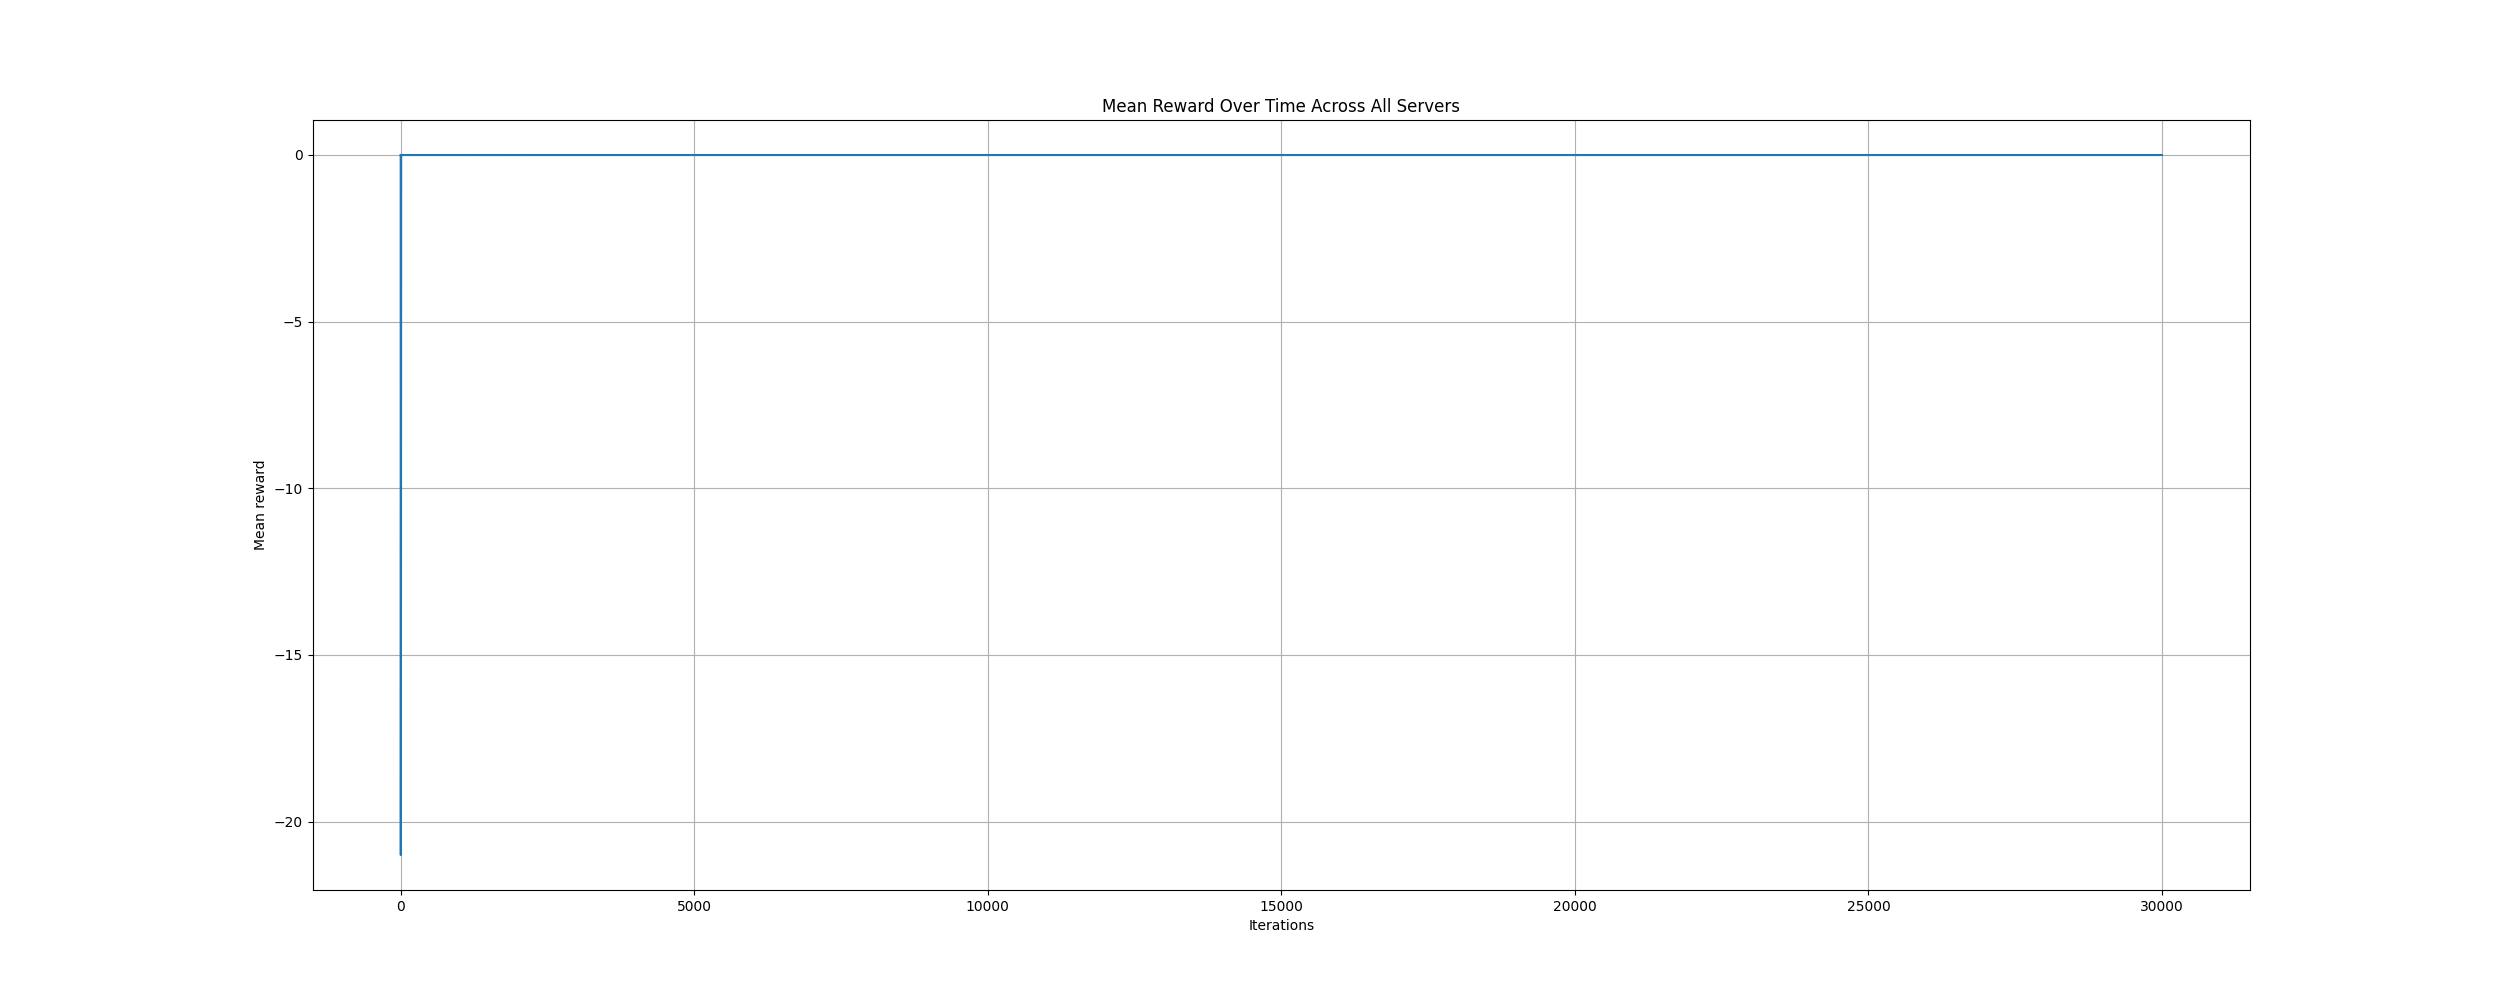 Mean Reward Over Time Across All Servers
Mean reward
0
−5
−10
−15
−20
0 5000 10000 15000 20000 25000 30000
Iterations